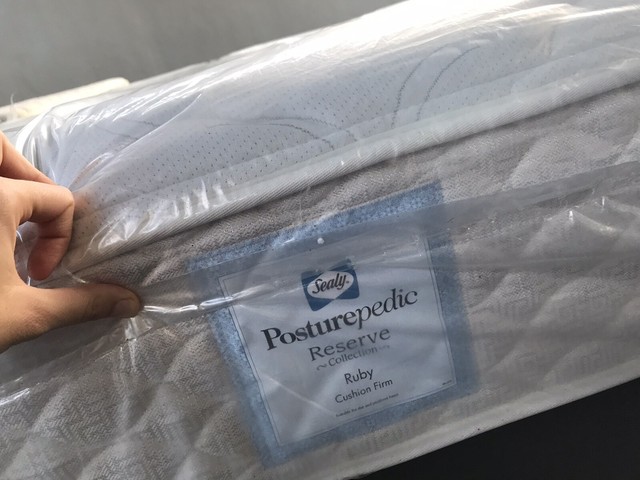 Sealy
Posturepedic
Reserve
Collection
Ruby
Cushion Firm